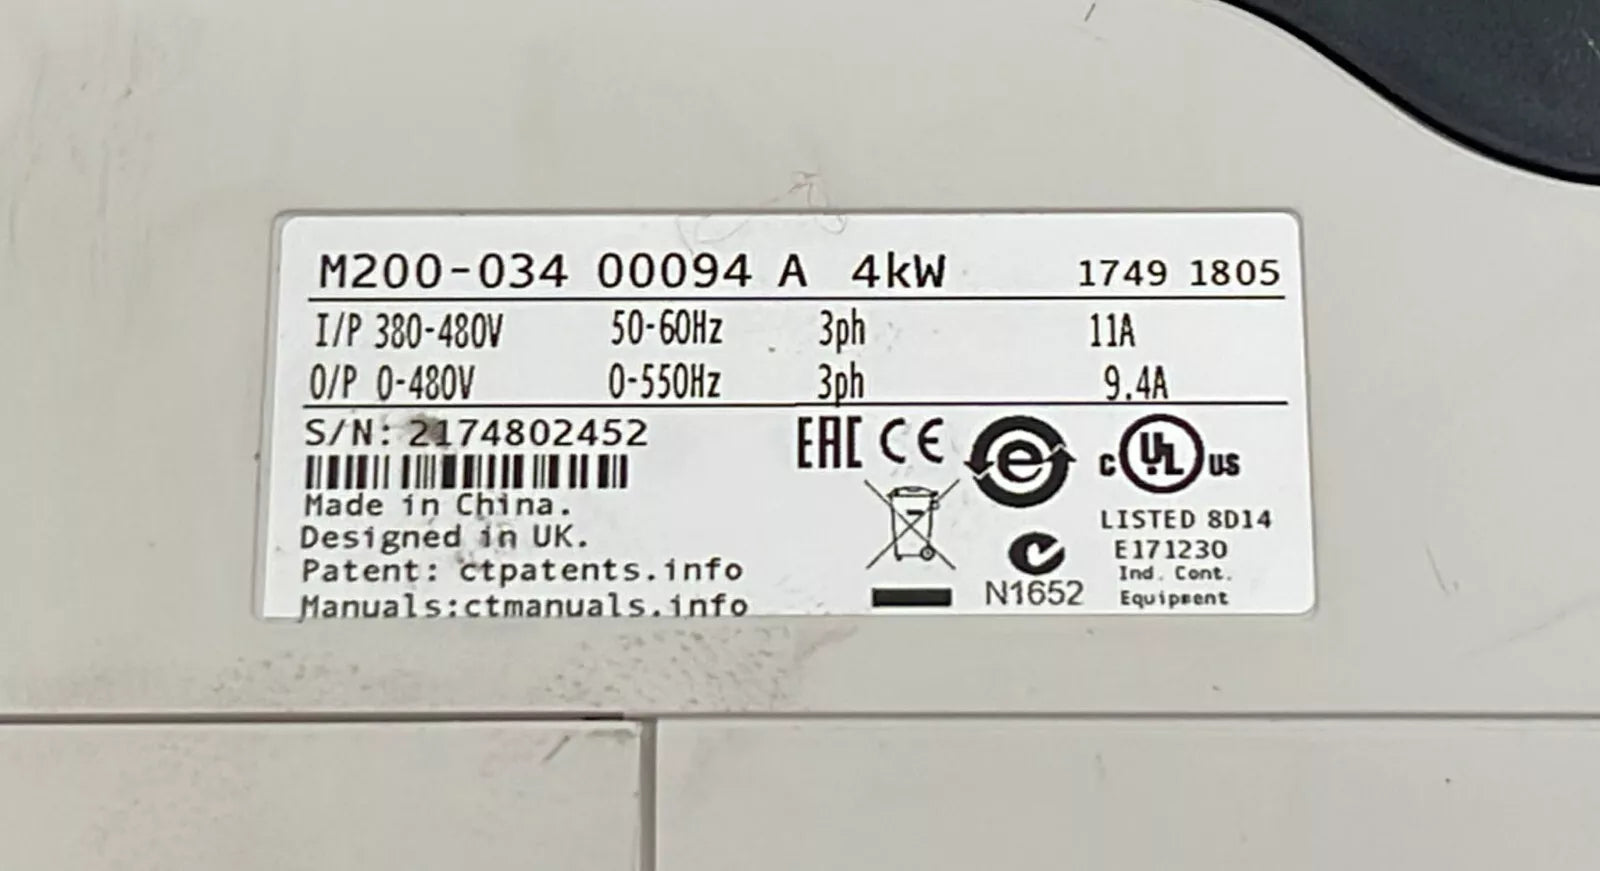 M200-034 00094 A 4kW 1749 1805
I/P 380-480V 50-60Hz 3ph 11A
O/P 0-480V 0-550Hz 3ph 9.4A
S/N: 2174802452
Made in China.
Designed in UK.
Patent: ctpatents.info
Manuals:ctmanuals.info
EAC CE e c UL US
LISTED 8D14
E171230
Ind. Cont.
Equipment
N1652